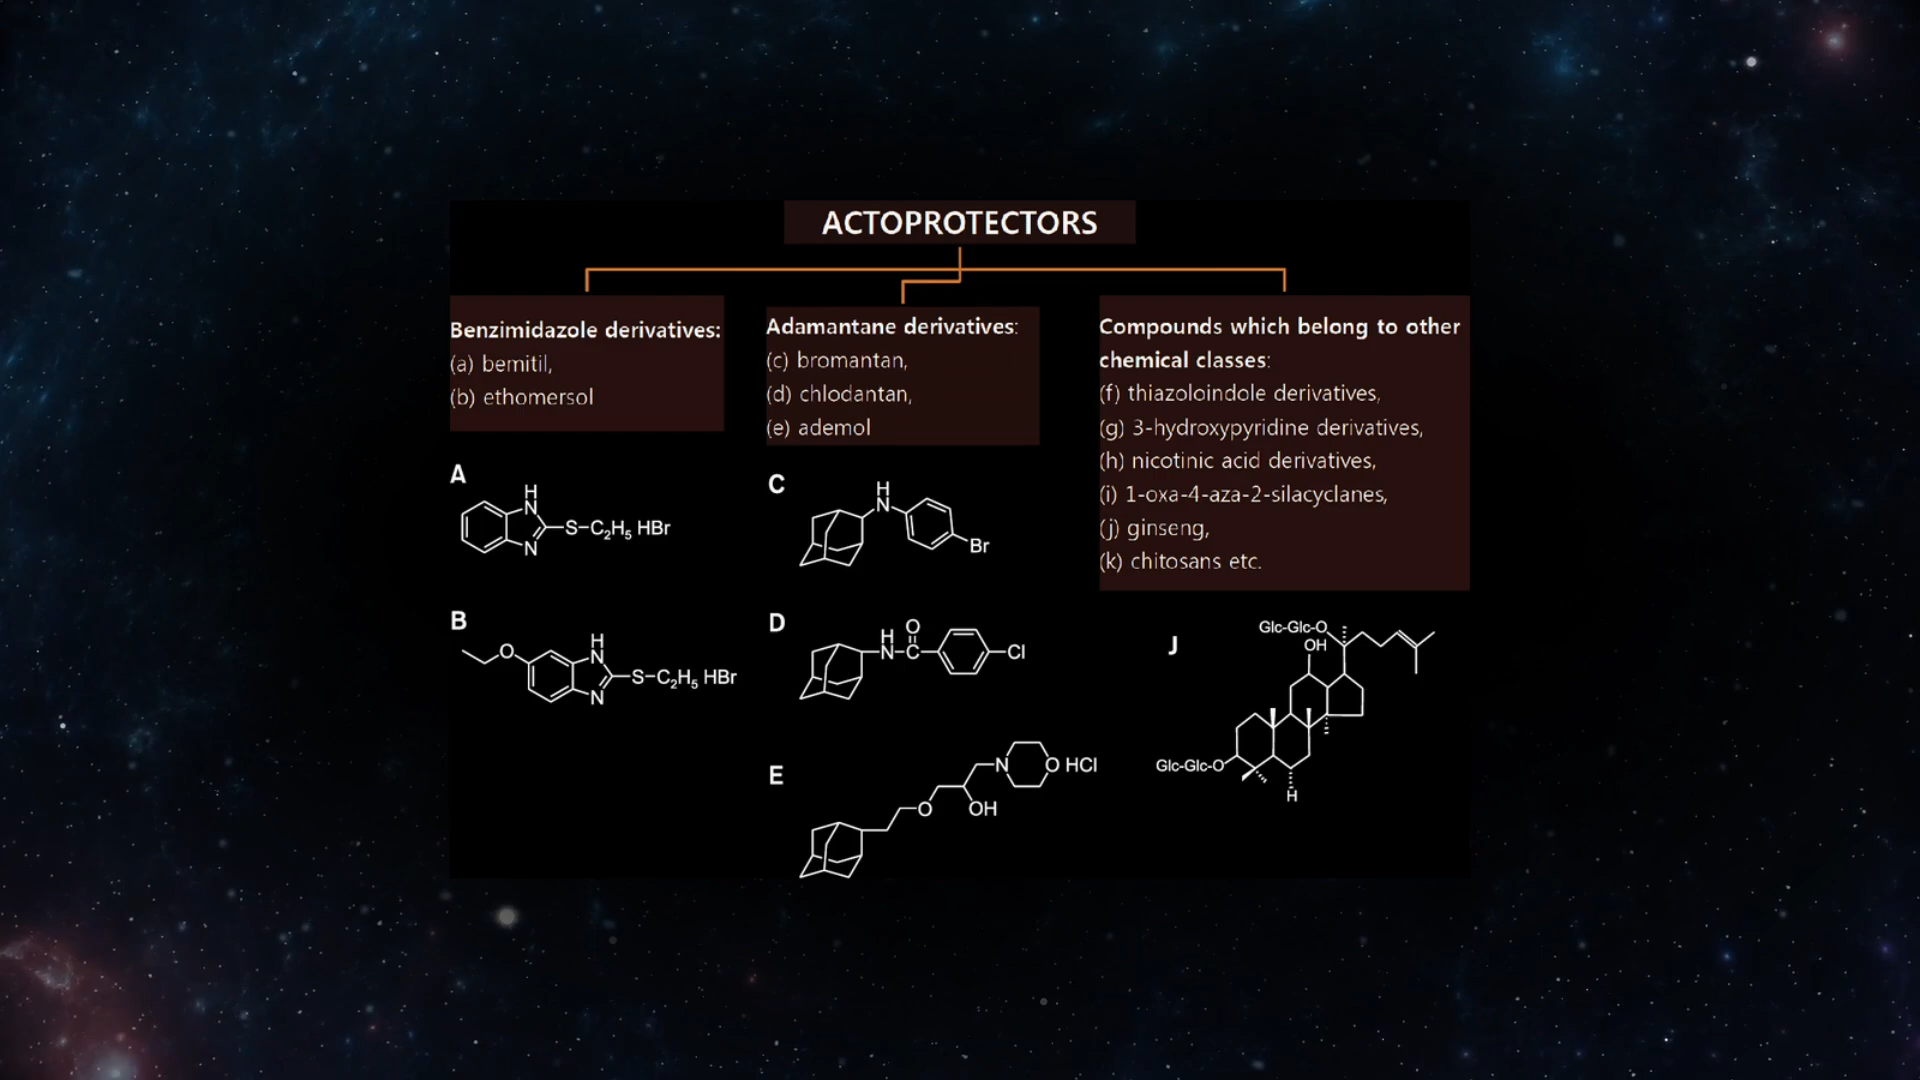 ACTOPROTECTORS
Benzimidazole derivatives:
(a) bemitil,
(b) ethomersol
Adamantane derivatives:
(c) bromantan,
(d) chlodantan,
(e) ademol
Compounds which belong to other
chemical classes:
(f) thiazoloindole derivatives,
(g) 3-hydroxypyridine derivatives,
(h) nicotinic acid derivatives,
(i) 1-oxa-4-aza-2-silacyclanes,
(j) ginseng,
(k) chitosans etc.
A
H
N
S-C₂H₅ HBr
N
B
O
H
N
S-C₂H₅ HBr
N
C
H
N
Br
D
H
N
O
C
Cl
E
N
O HCl
O
OH
J
Glc-Glc-O
OH
Glc-Glc-O
H